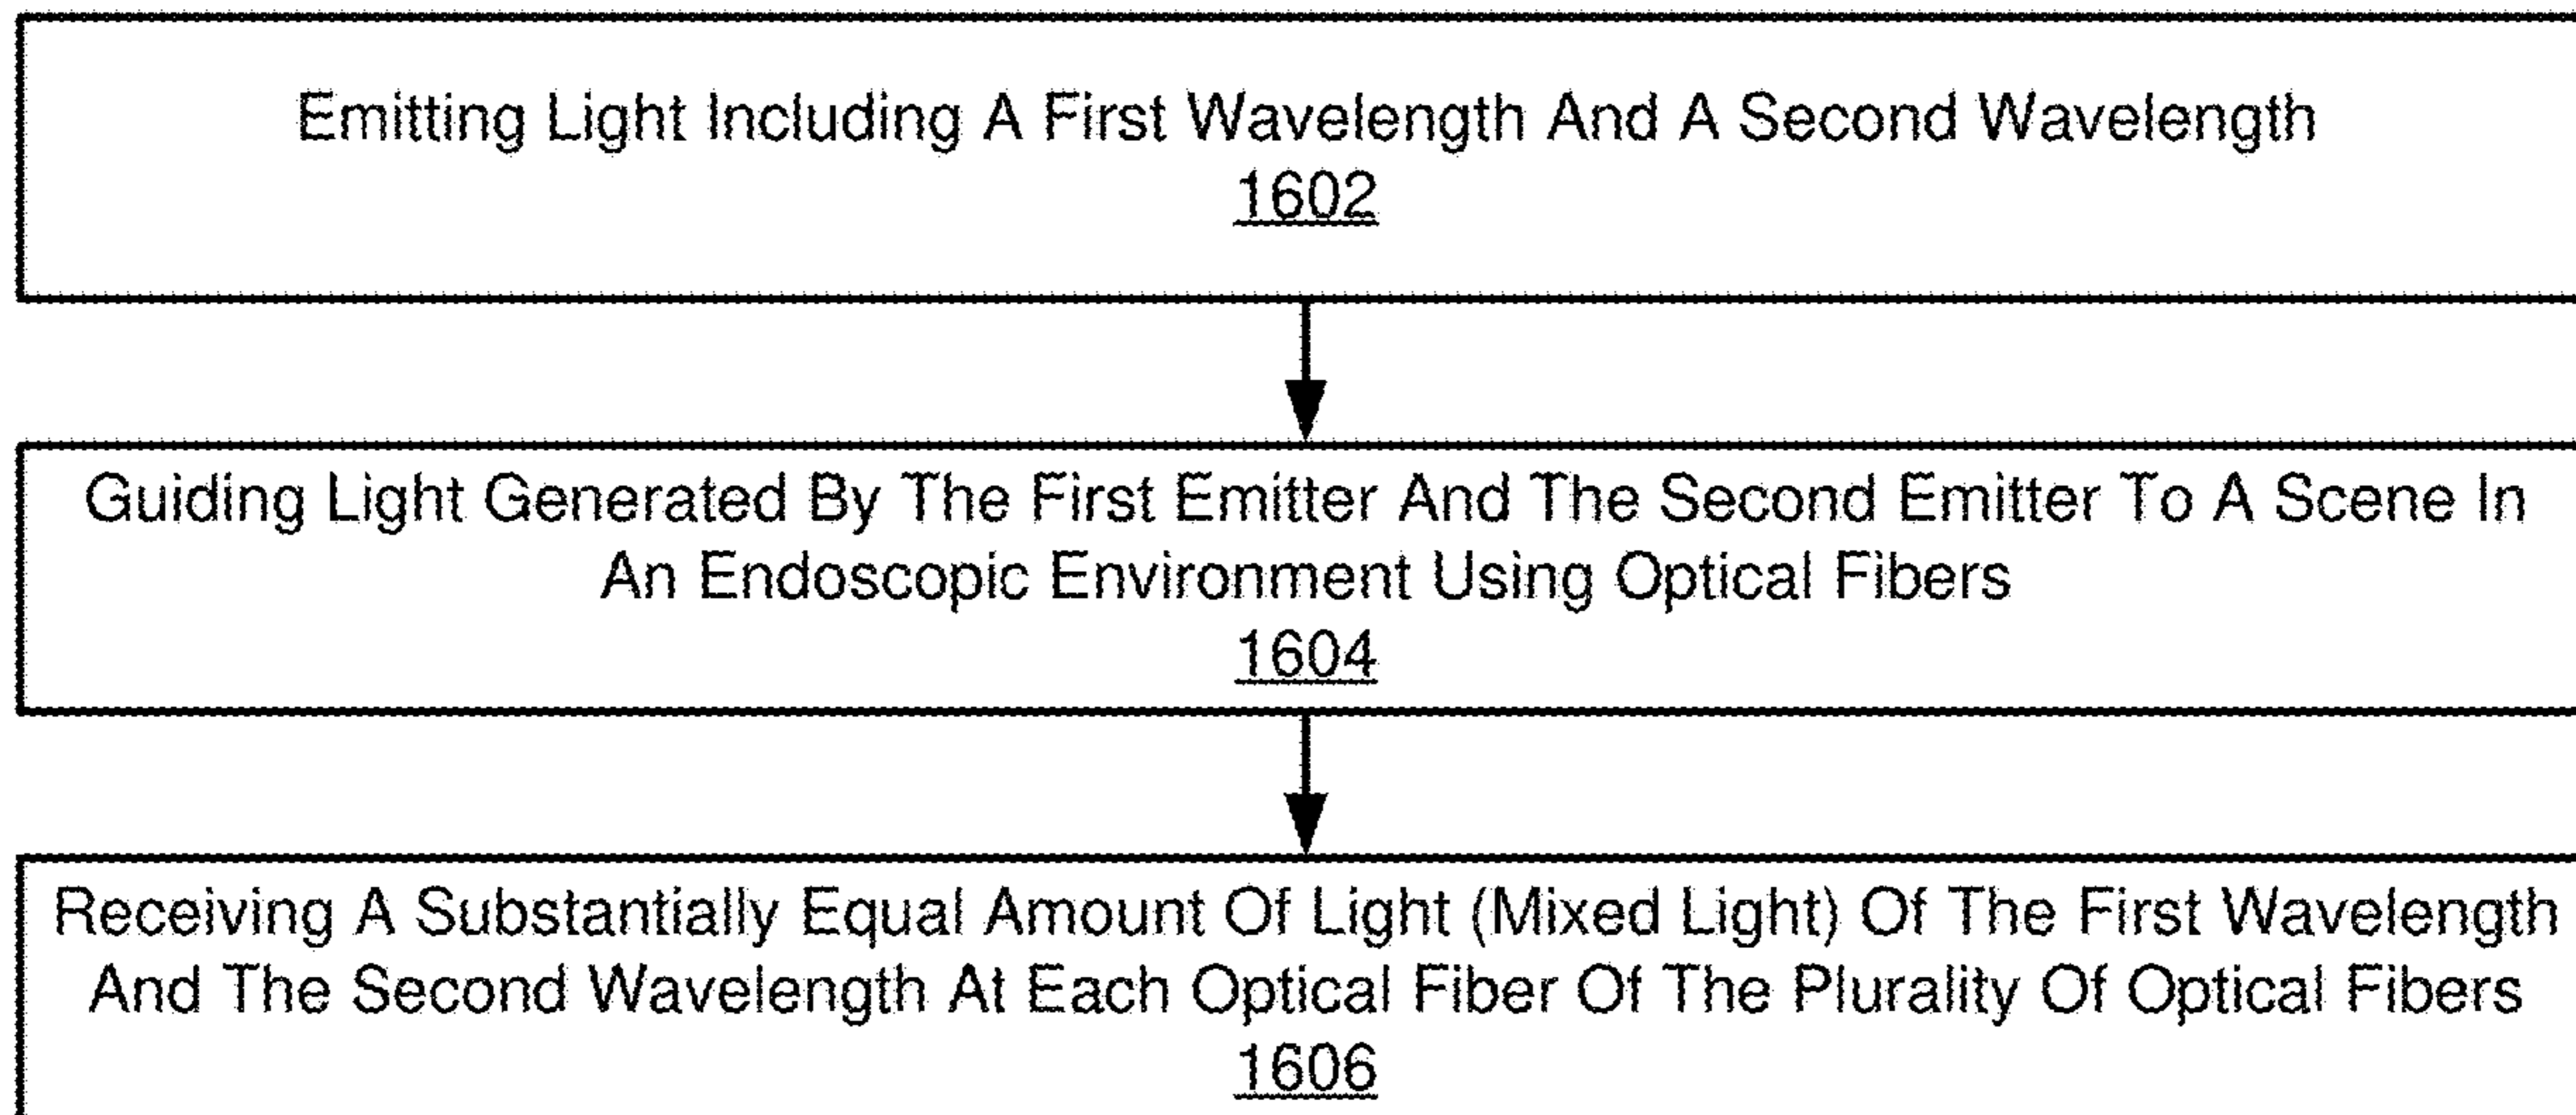 Emitting Light Including A First Wavelength And A Second Wavelength
1602
Guiding Light Generated By The First Emitter And The Second Emitter To A Scene In
An Endoscopic Environment Using Optical Fibers
1604
Receiving A Substantially Equal Amount Of Light (Mixed Light) Of The First Wavelength
And The Second Wavelength At Each Optical Fiber Of The Plurality Of Optical Fibers
1606